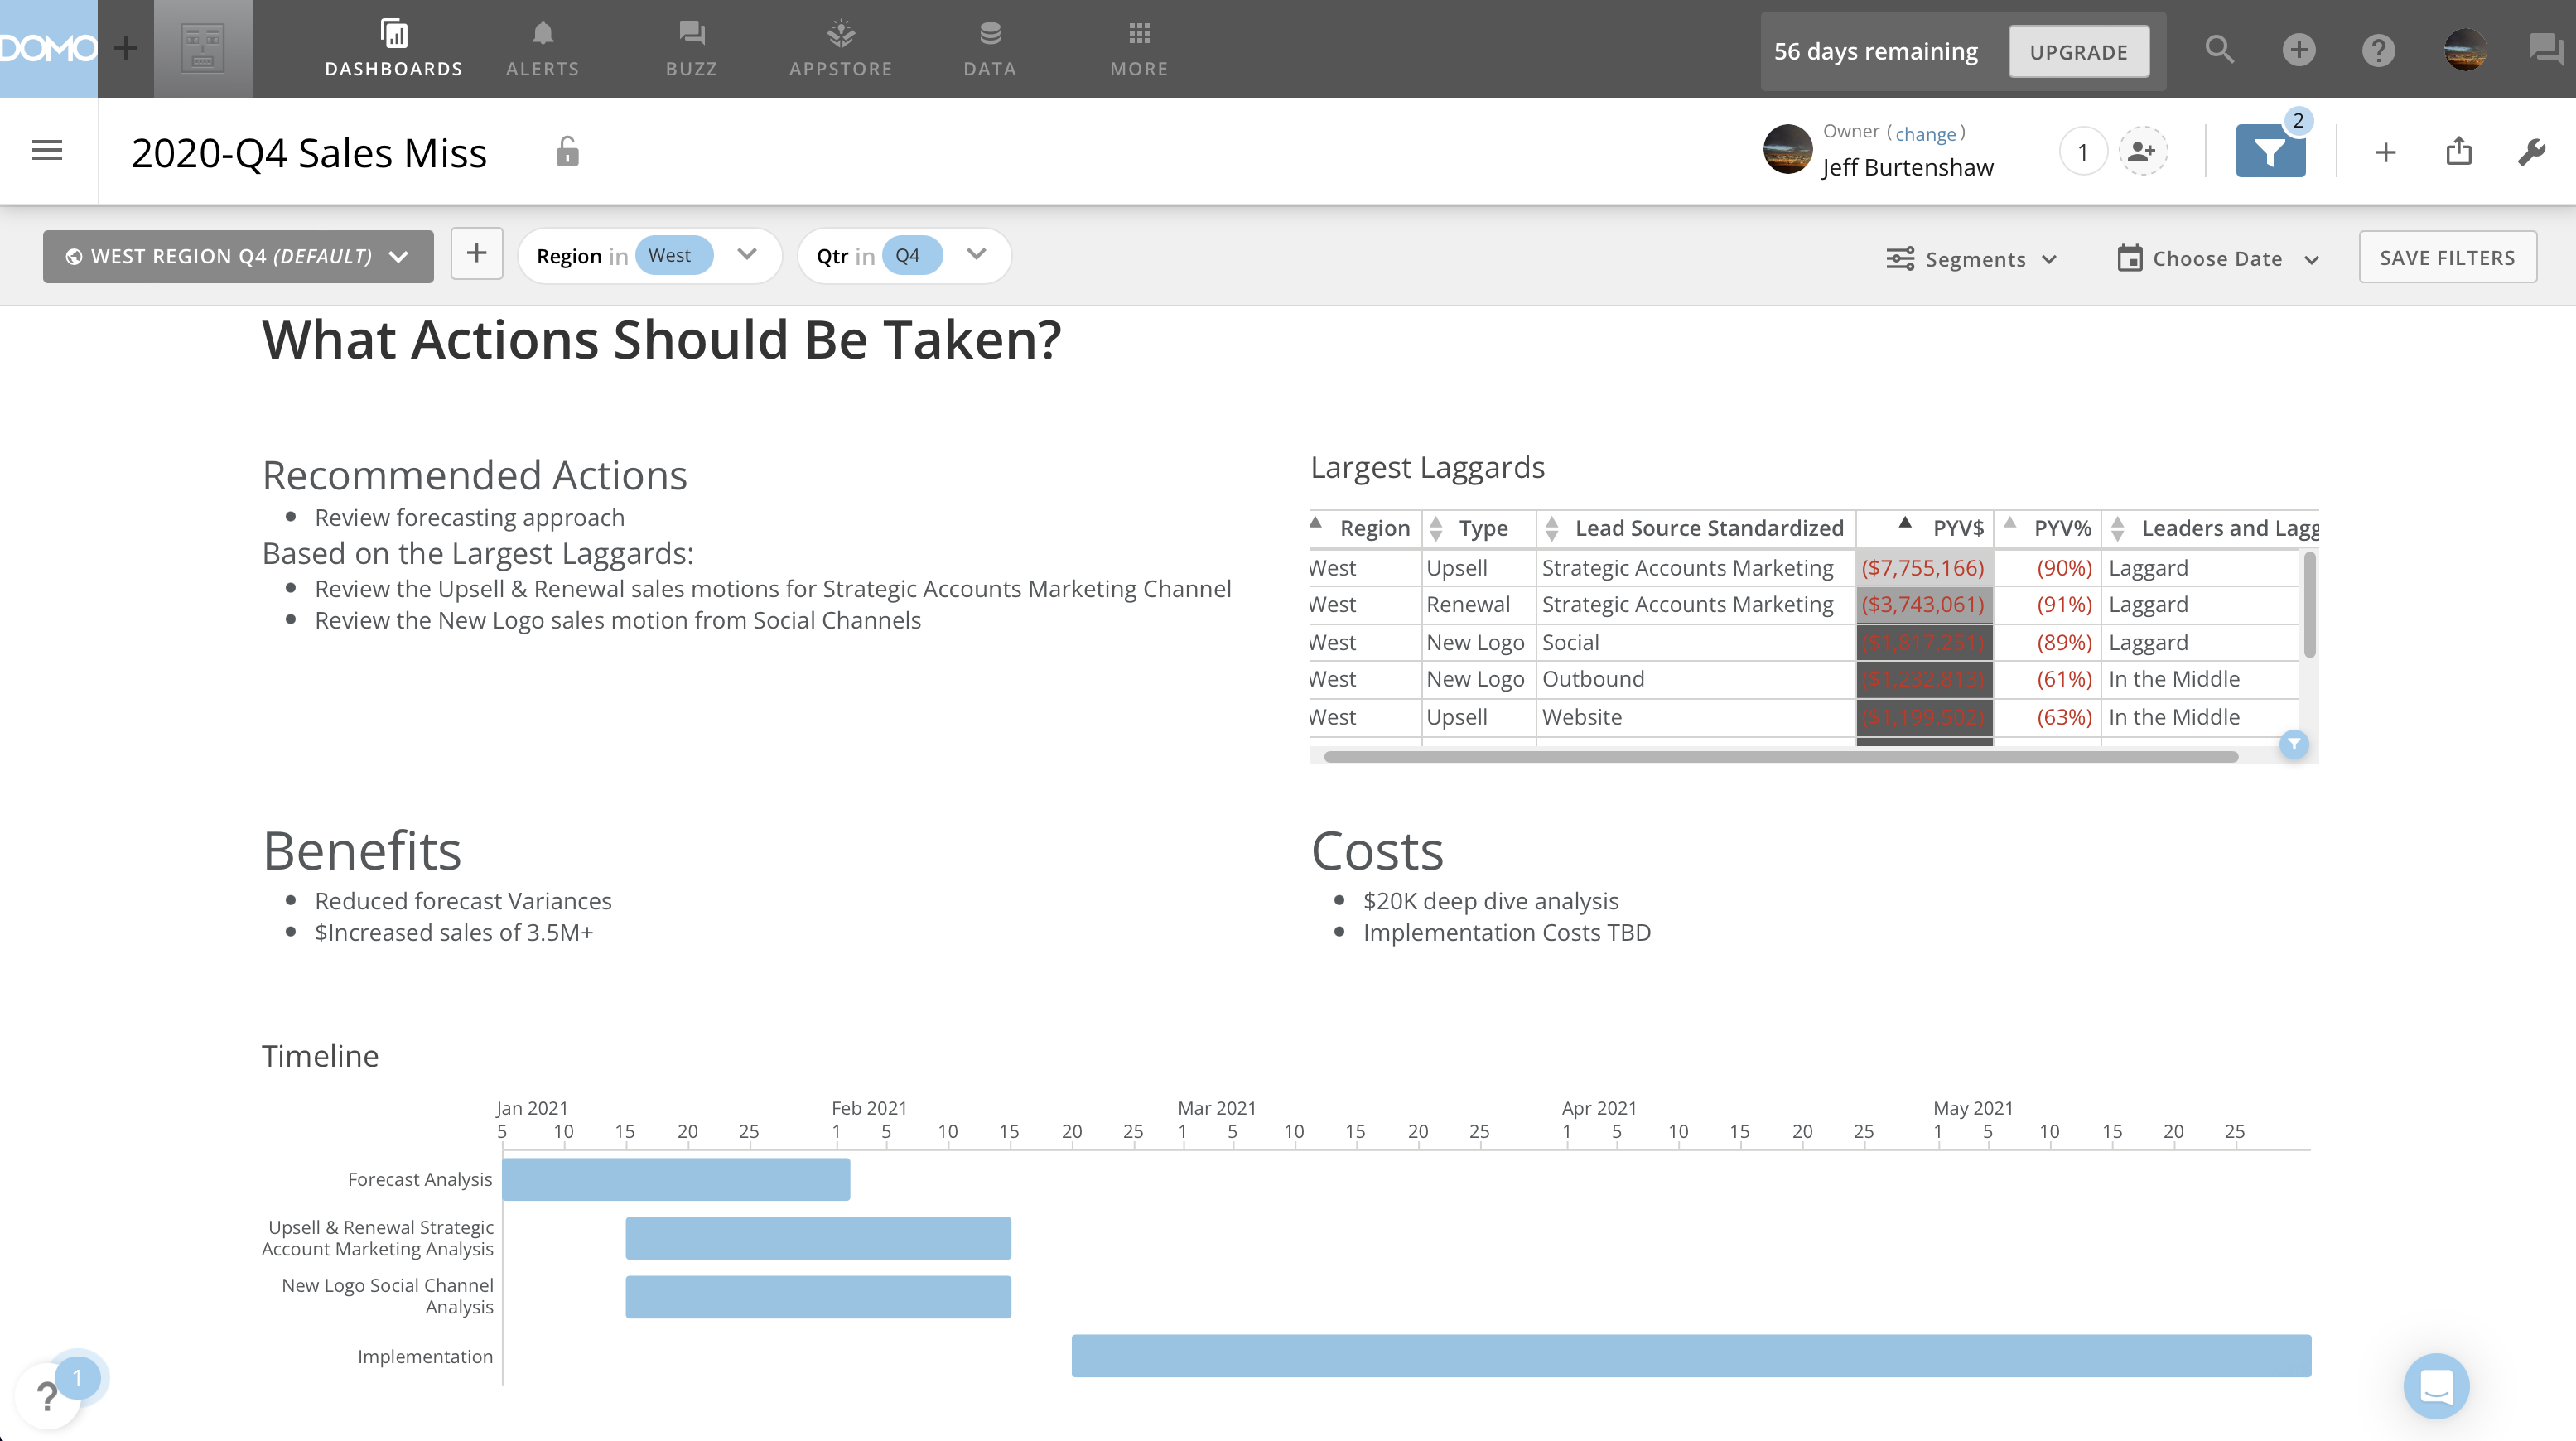 DOMO
DASHBOARDS
ALERTS
BUZZ
APPSTORE
DATA
MORE
56 days remaining
UPGRADE
2020-Q4 Sales Miss
Owner (change)
Jeff Burtenshaw
1
2
WEST REGION Q4 (DEFAULT)
Region in West
Qtr in Q4
Segments
Choose Date
SAVE FILTERS
What Actions Should Be Taken?
Recommended Actions
Review forecasting approach
Based on the Largest Laggards:
Review the Upsell & Renewal sales motions for Strategic Accounts Marketing Channel
Review the New Logo sales motion from Social Channels
Largest Laggards
Region Type Lead Source Standardized PYV$ PYV% Leaders and Lagg
West Upsell Strategic Accounts Marketing ($7,755,166) (90%) Laggard
West Renewal Strategic Accounts Marketing ($3,743,061) (91%) Laggard
West New Logo Social ($1,817,251) (89%) Laggard
West New Logo Outbound ($1,232,813) (61%) In the Middle
West Upsell Website ($1,199,502) (63%) In the Middle
Benefits
Reduced forecast Variances
$Increased sales of 3.5M+
Costs
$20K deep dive analysis
Implementation Costs TBD
Timeline
Jan 2021 Feb 2021 Mar 2021 Apr 2021 May 2021
5 10 15 20 25 1 5 10 15 20 25 1 5 10 15 20 25 1 5 10 15 20 25 1 5 10 15 20 25
Forecast Analysis
Upsell & Renewal Strategic
Account Marketing Analysis
New Logo Social Channel
Analysis
Implementation
? 1